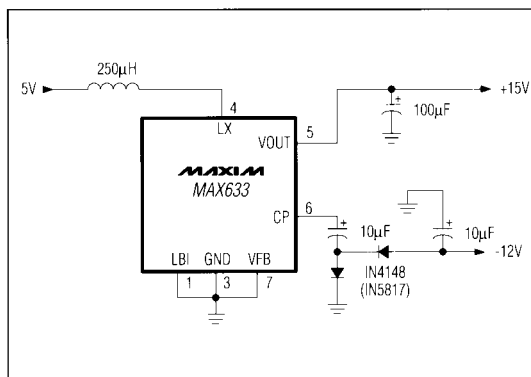 250µH
5V
4
LX
VOUT
5
+15V
100µF
+
MAXIM
MAX633
CP
6
+
10µF
+
10µF
-12V
IN4148
(IN5817)
LBI
GND
VFB
1
3
7